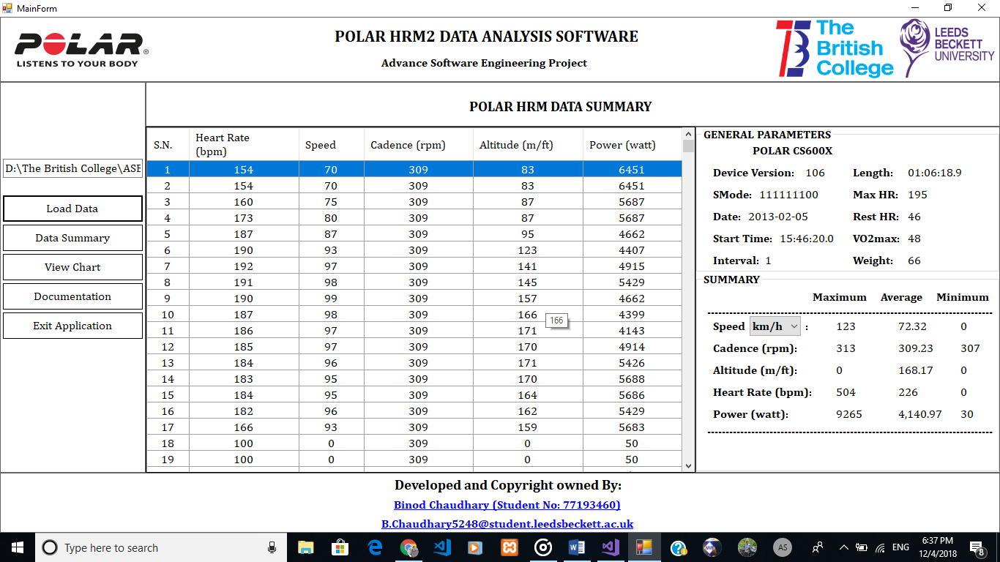 MainForm
POLAR®
LISTENS TO YOUR BODY
POLAR HRM2 DATA ANALYSIS SOFTWARE
Advance Software Engineering Project
TB
The
British
College
LEEDS
BECKETT
UNIVERSITY
POLAR HRM DATA SUMMARY
D:\The British College\ASE
Load Data
Data Summary
View Chart
Documentation
Exit Application
S.N. Heart Rate (bpm) Speed Cadence (rpm) Altitude (m/ft) Power (watt)
1 154 70 309 83 6451
2 154 70 309 83 6451
3 160 75 309 87 5687
4 173 80 309 87 5687
5 187 87 309 95 4662
6 190 93 309 123 4407
7 192 97 309 141 4915
8 191 98 309 145 5429
9 190 99 309 157 4662
10 187 98 309 166 4399
166
11 186 97 309 171 4143
12 185 97 309 170 4914
13 184 96 309 171 5426
14 183 95 309 170 5688
15 184 95 309 164 5686
16 182 96 309 162 5429
17 166 93 309 159 5683
18 100 0 309 0 50
19 100 0 309 0 50
GENERAL PARAMETERS
POLAR CS600X
Device Version: 106 Length: 01:06:18.9
SMode: 111111100 Max HR: 195
Date: 2013-02-05 Rest HR: 46
Start Time: 15:46:20.0 VO2max: 48
Interval: 1 Weight: 66
SUMMARY
Maximum Average Minimum
Speed km/h : 123 72.32 0
Cadence (rpm): 313 309.23 307
Altitude (m/ft): 0 168.17 0
Heart Rate (bpm): 504 226 0
Power (watt): 9265 4,140.97 30
Developed and Copyright owned By:
Binod Chaudhary (Student No: 77193460)
B.Chaudhary5248@student.leedsbeckett.ac.uk
Type here to search
AS
ENG
6:37 PM
12/4/2018
8